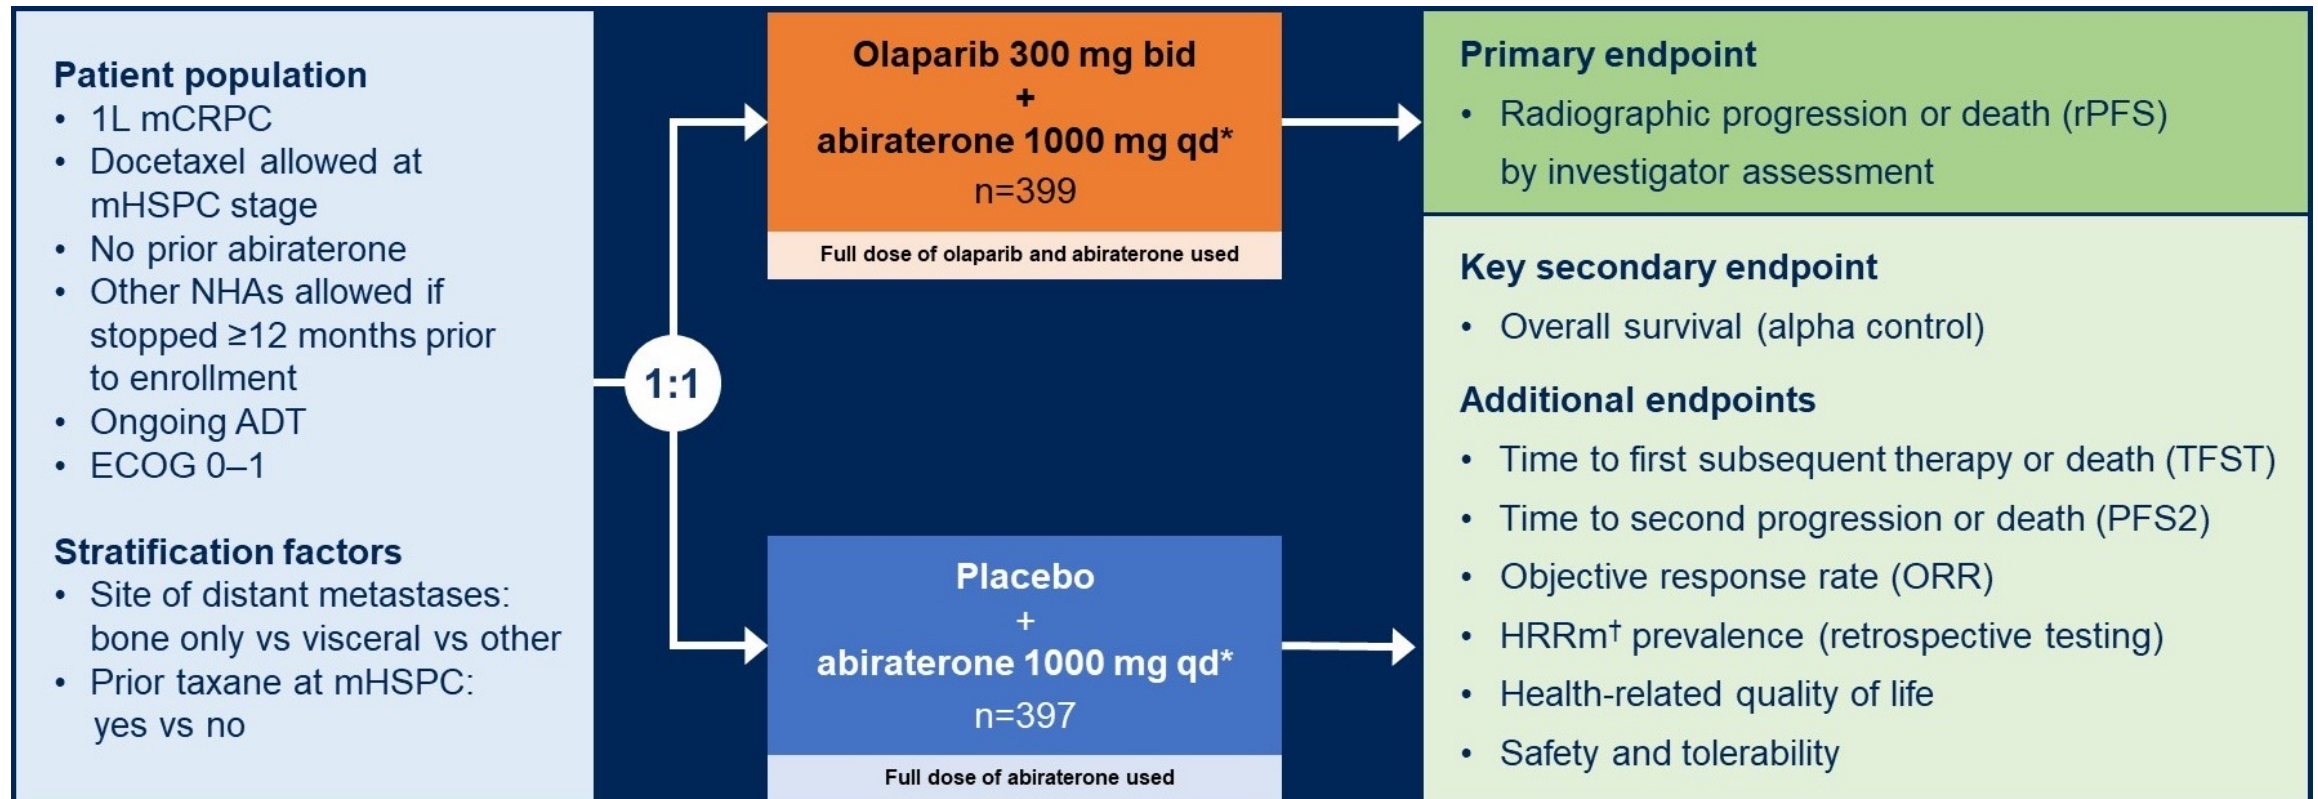 Patient population
• 1L mCRPC
• Docetaxel allowed at
mHSPC stage
• No prior abiraterone
• Other NHAs allowed if
stopped ≥12 months prior
to enrollment
• Ongoing ADT
• ECOG 0–1
Stratification factors
• Site of distant metastases:
bone only vs visceral vs other
• Prior taxane at mHSPC:
yes vs no
1:1
Olaparib 300 mg bid
+
abiraterone 1000 mg qd*
n=399
Full dose of olaparib and abiraterone used
Placebo
+
abiraterone 1000 mg qd*
n=397
Full dose of abiraterone used
Primary endpoint
• Radiographic progression or death (rPFS)
by investigator assessment
Key secondary endpoint
• Overall survival (alpha control)
Additional endpoints
• Time to first subsequent therapy or death (TFST)
• Time to second progression or death (PFS2)
• Objective response rate (ORR)
• HRRm† prevalence (retrospective testing)
• Health-related quality of life
• Safety and tolerability